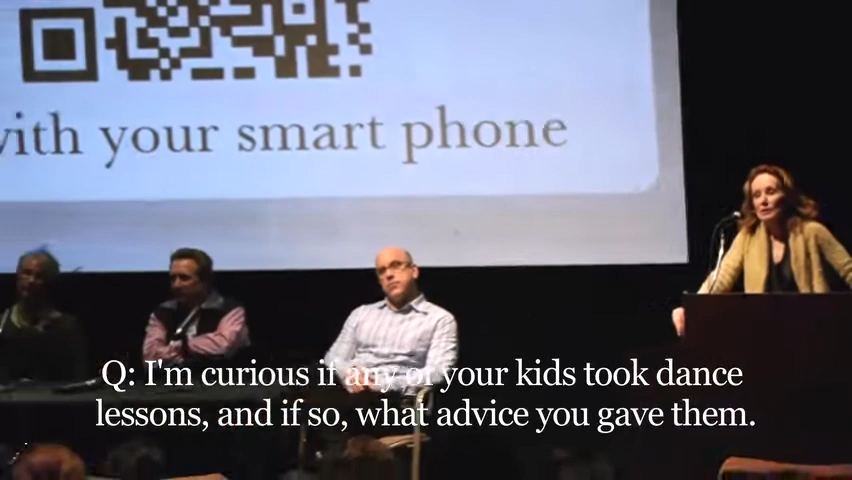 with your smart phone
Q: I'm curious if any of your kids took dance
lessons, and if so, what advice you gave them.